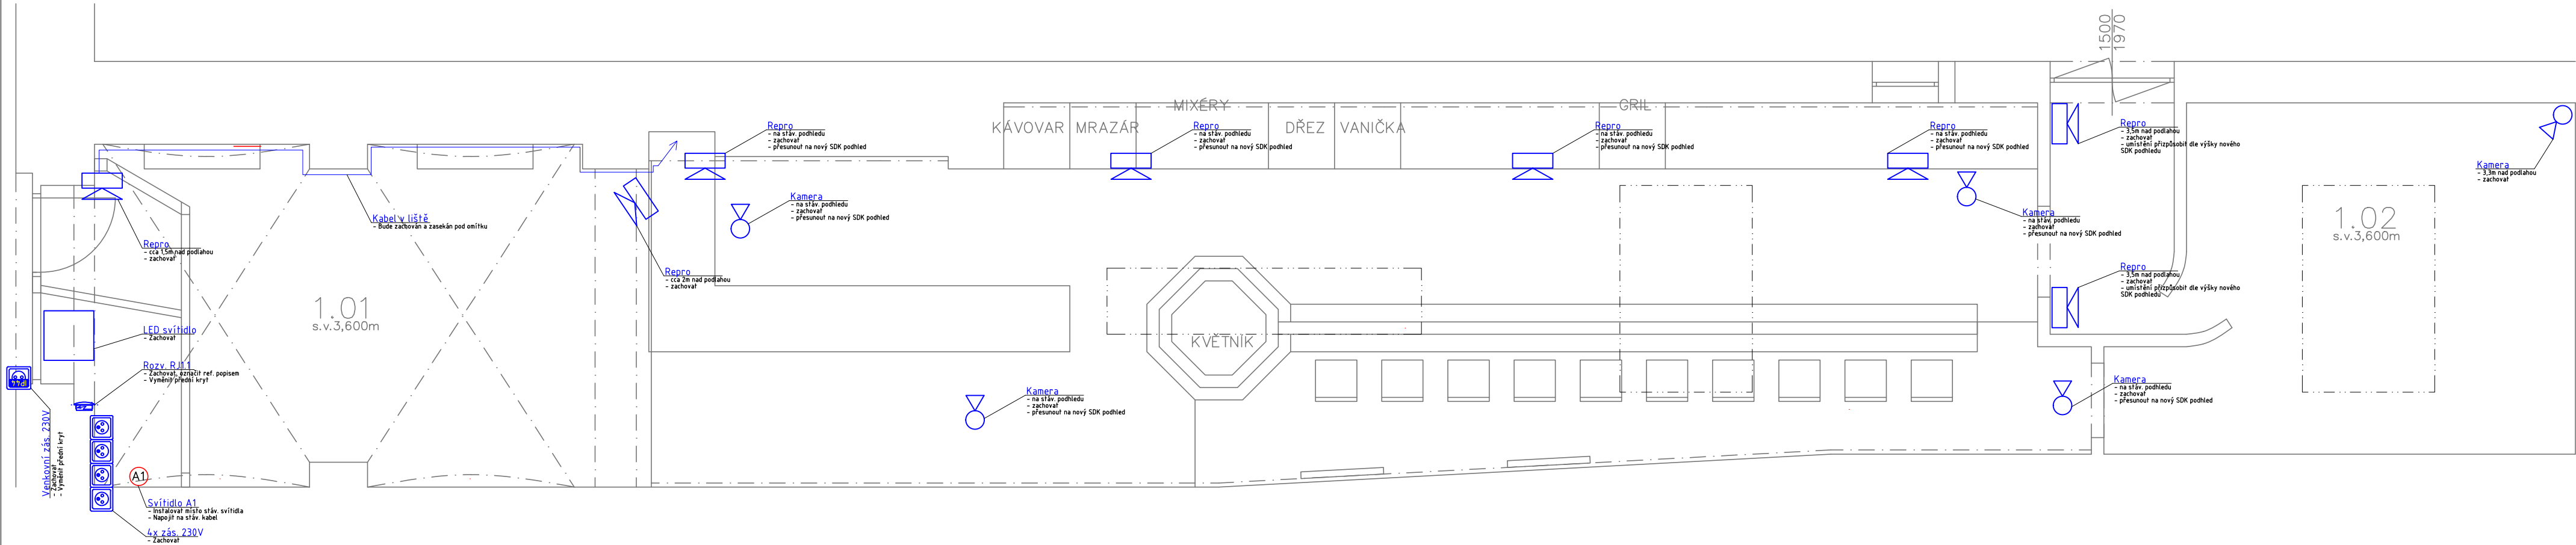 1500
1970
MIXÉRY
GRIL
KÁVOVAR
MRAZÁR
DŘEZ
VANIČKA
Repro
- na stáv. podhledu
- zachovat
- přesunout na nový SDK podhled
Repro
- na stáv. podhledu
- zachovat
- přesunout na nový SDK podhled
Repro
- na stáv. podhledu
- zachovat
- přesunout na nový SDK podhled
Repro
- na stáv. podhledu
- zachovat
- přesunout na nový SDK podhled
Repro
- 3,5m nad podlahou
- zachovat
- umístění přizpůsobit dle výšky nového
SDK podhledu
Kamera
- 3,3m nad podlahou
- zachovat
Kamera
- na stáv. podhledu
- zachovat
- přesunout na nový SDK podhled
Kamera
- na stáv. podhledu
- zachovat
- přesunout na nový SDK podhled
1.02
s.v.3,600m
Kabel v liště
- Bude zachován a zasekán pod omítku
Repro
- cca 1,5m nad podlahou
- zachovat
Repro
- cca 2m nad podlahou
- zachovat
Repro
- 3,5m nad podlahou
- zachovat
- umístění přizpůsobit dle výšky nového
SDK podhledu
1.01
s.v.3,600m
LED svítidlo
- Zachovat
KVĚTNÍK
Rozv. RJ1.1
- Zachovat, označit ref. popisem
- Vyměnit přední kryt
Kamera
- na stáv. podhledu
- zachovat
- přesunout na nový SDK podhled
Kamera
- na stáv. podhledu
- zachovat
- přesunout na nový SDK podhled
Venkovní zás. 230V
- Zachovat
- Vyměnit přední kryt
A1
Svítidlo A1
- Instalovat místo stáv. svítidla
- Napojit na stáv. kabel
4x zás. 230V
- Zachovat